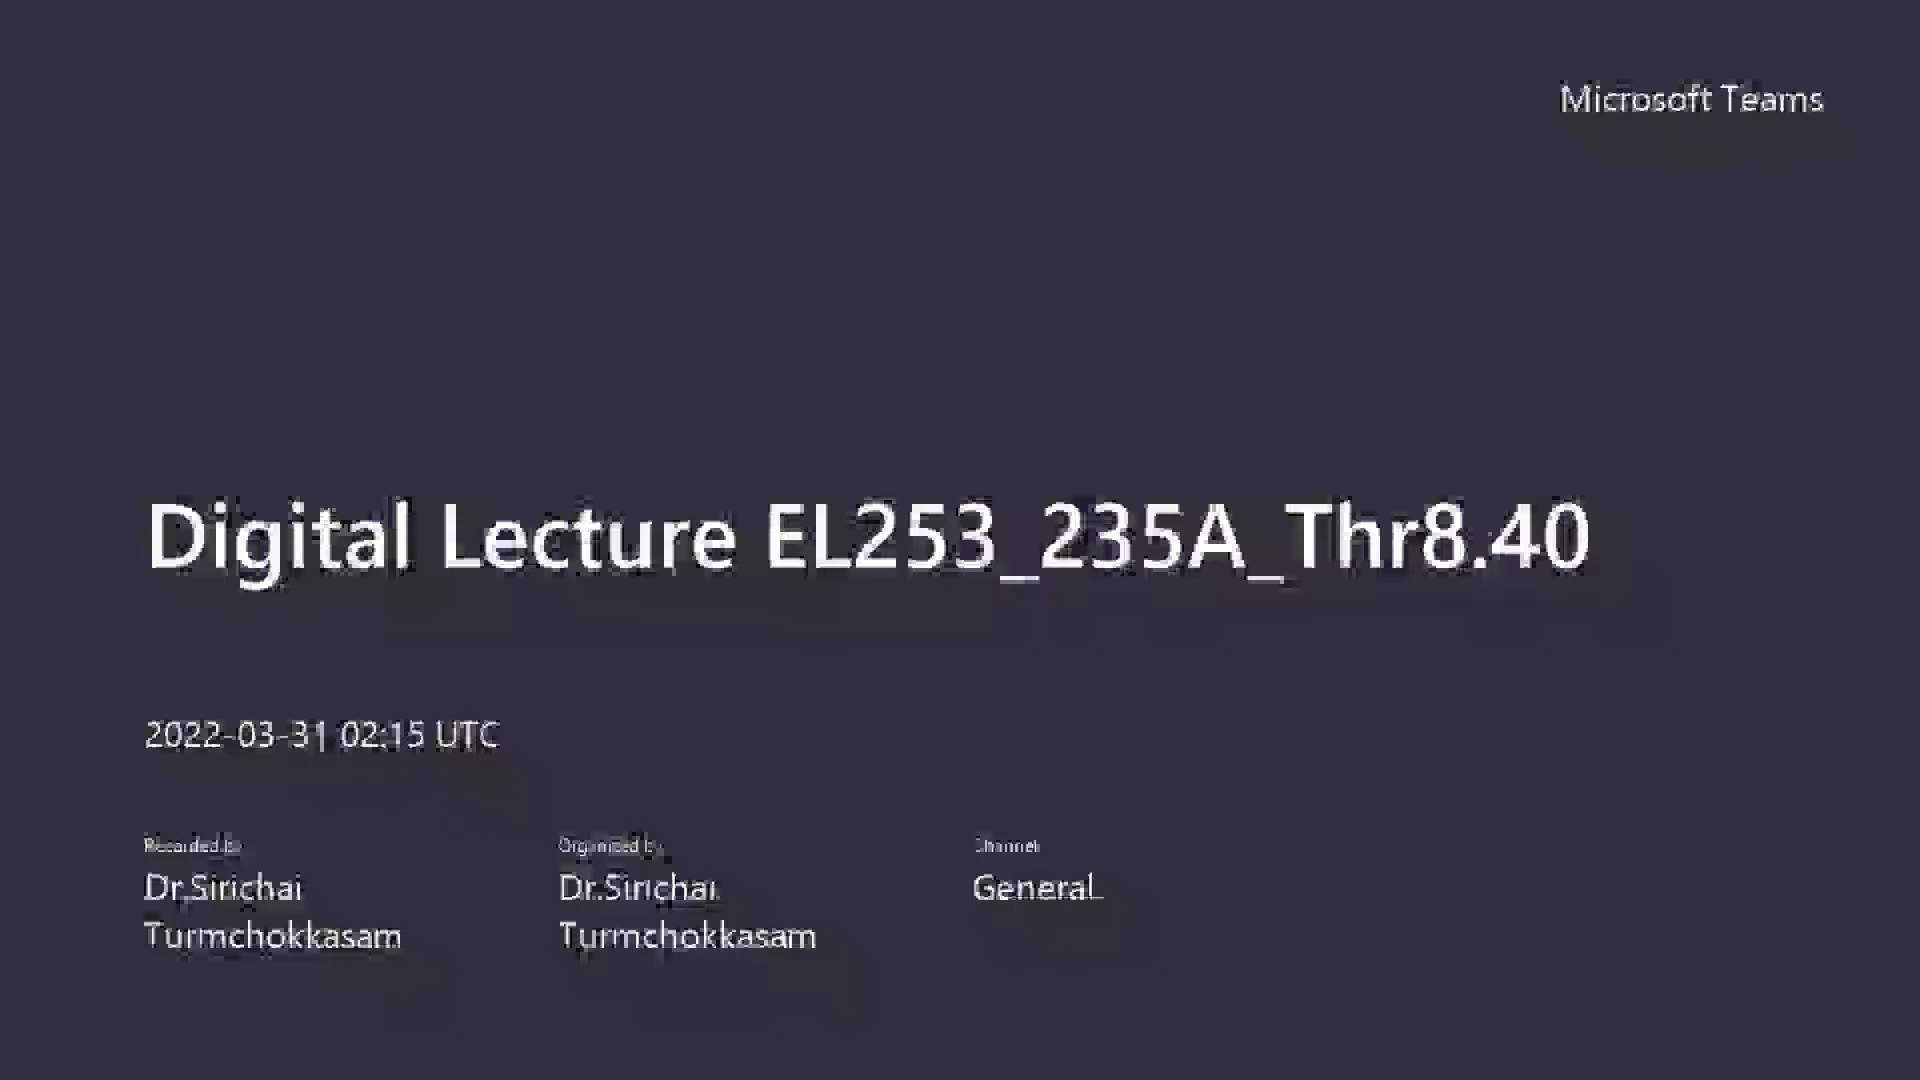 Microsoft Teams
Digital Lecture EL253_235A_Thr8.40
2022-03-31 02:15 UTC
Recorded by
Organized by
Channel
Dr.Sirichai
Turmchokkasam
Dr.Sirichai
Turmchokkasam
General